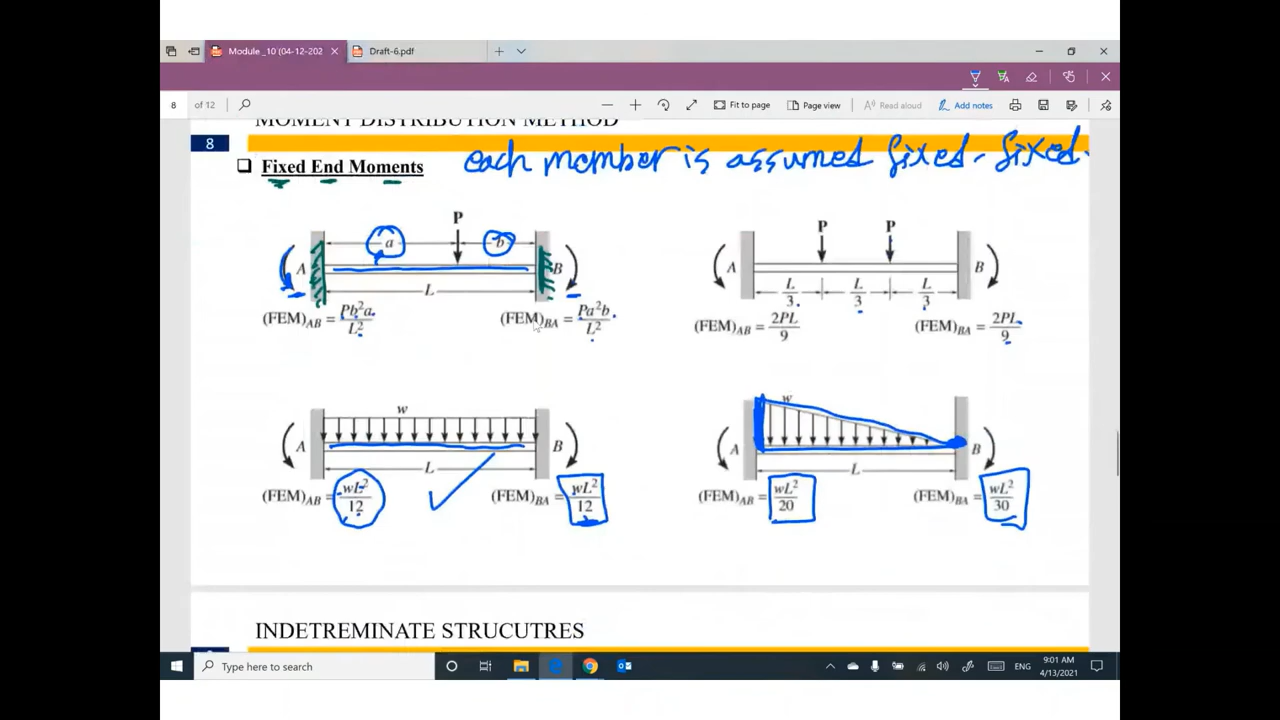 Module _10 (04-12-202
Draft-6.pdf
8 of 12
Fit to page
Page view
Read aloud
Add notes
MOMENT DISTRIBUTION METHOD
8
Fixed End Moments
each member is assumed fixed - fixed.
P
a
b
A
B
L
(FEM)AB = Pb²a/L²
(FEM)BA = Pa²b/L²
P P
A
B
L/3 L/3 L/3
(FEM)AB = 2PL/9
(FEM)BA = 2PL/9
w
A
B
L
(FEM)AB = wL²/12
(FEM)BA = wL²/12
w
A
B
L
(FEM)AB = wL²/20
(FEM)BA = wL²/30
INDETREMINATE STRUCUTRES
Type here to search
ENG
9:01 AM
4/13/2021